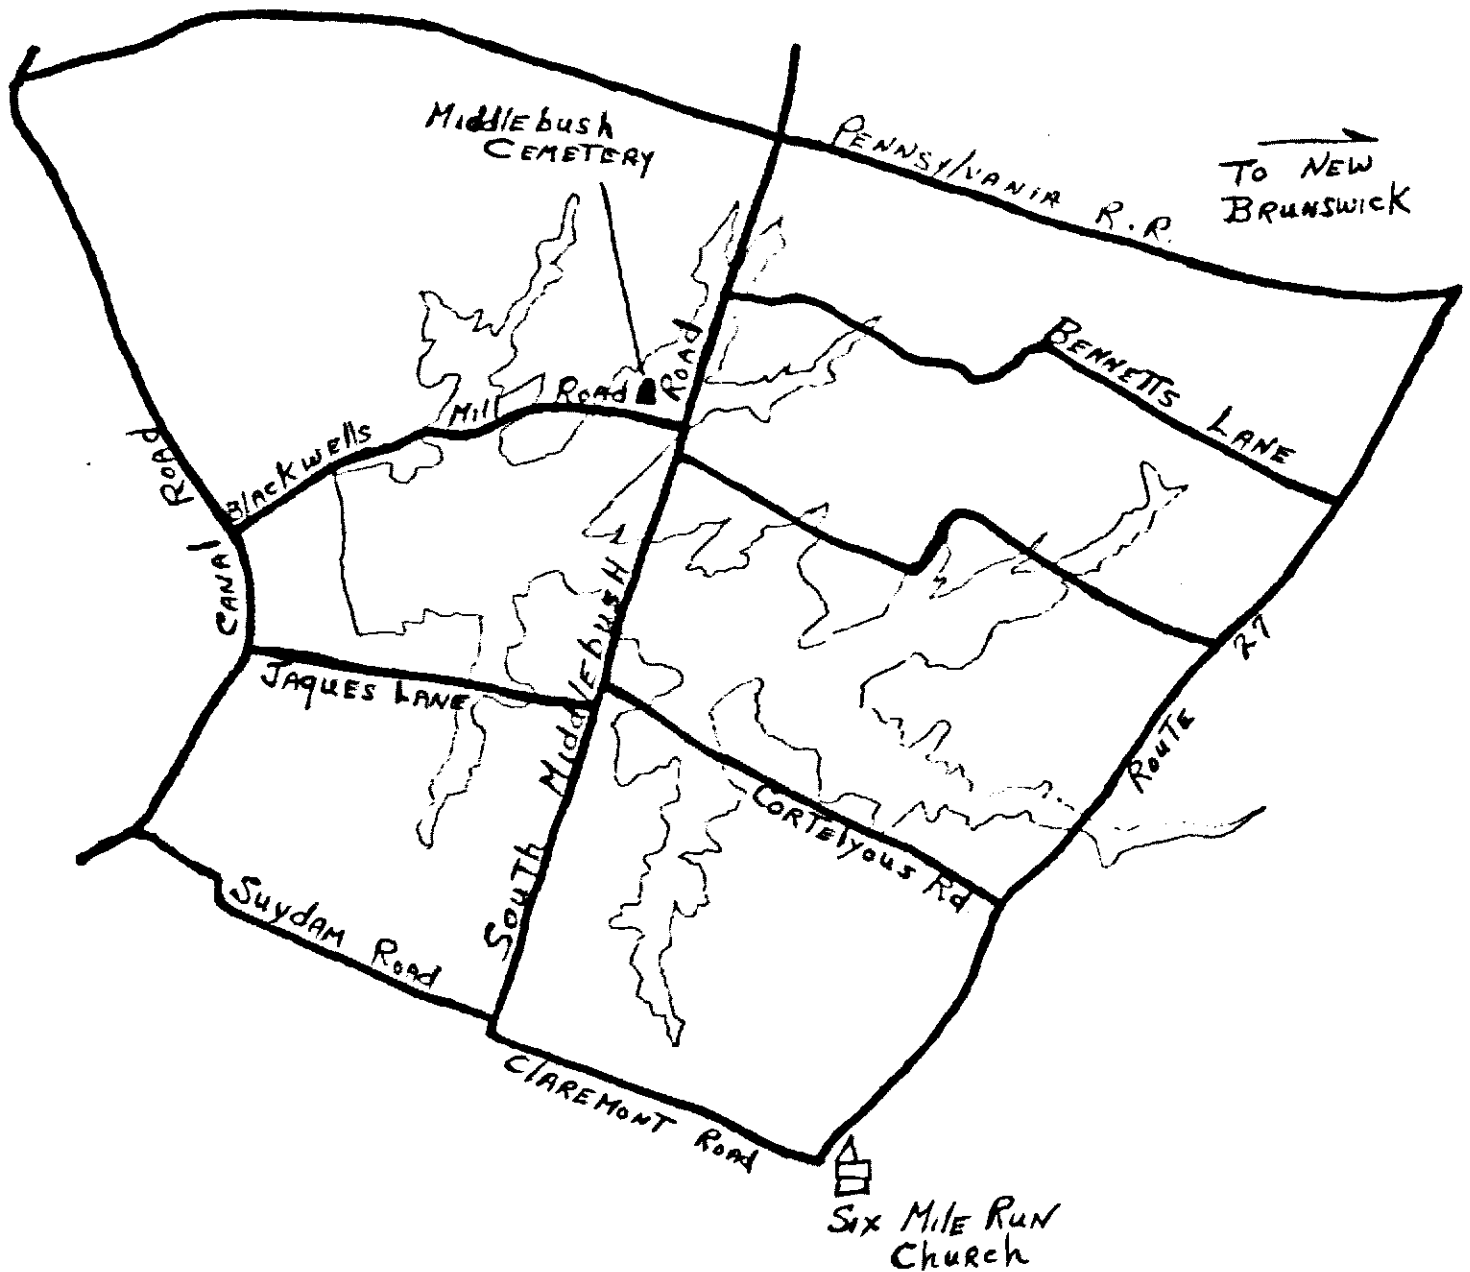 Middlebush
CEMETERY
PENNSylVANIA R.R.
To NEW
BRUNSWICK
BENNETTS LANE
BlACKWElls Mill ROAD
CANAl ROAD
JAQUES LANE
SOUTH MiddlEbusH ROAD
ROUTE 27
CORTElyOUS Rd
SuydAM ROAD
ClAREMONT ROAD
Six MilE RUN
ChuRCh